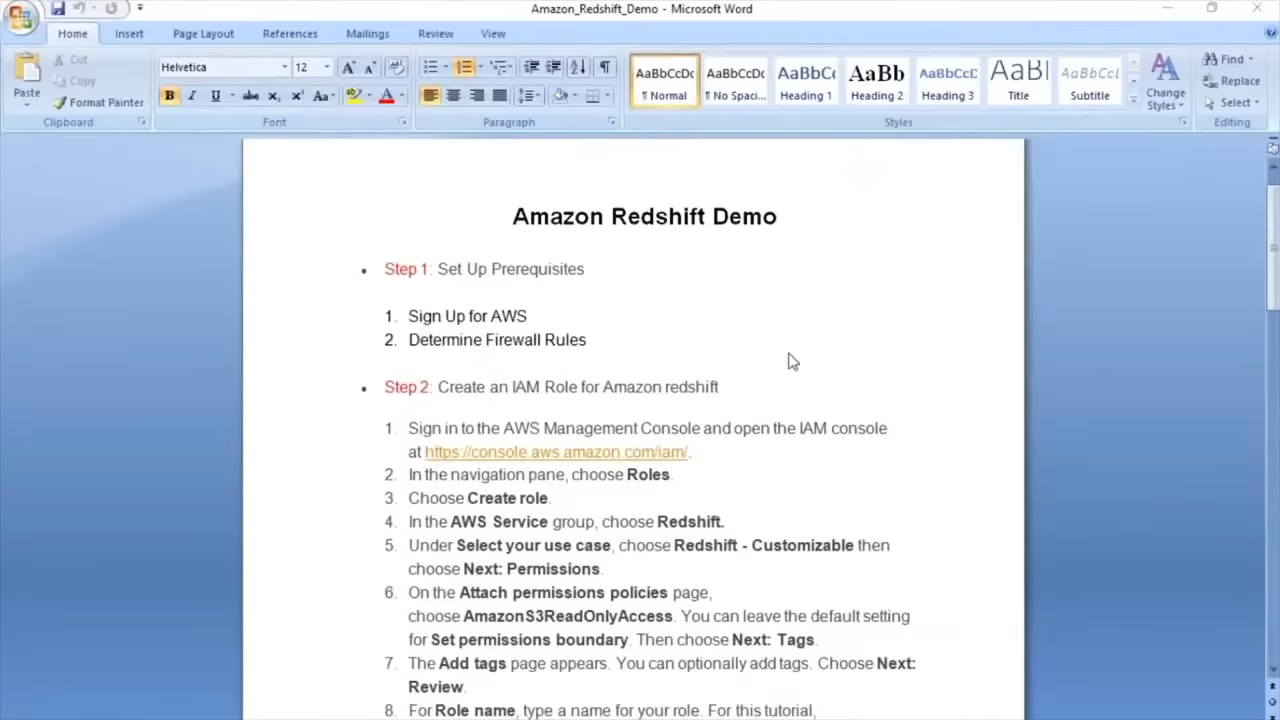 Amazon_Redshift_Demo - Microsoft Word
Home Insert Page Layout References Mailings Review View
Paste
Cut
Copy
Format Painter
Clipboard
Helvetica 12
B I U abc x₂ x² Aa A
Font
Paragraph
AaBbCcDc AaBbCcDc AaBbCc AaBb AaBbCcD AaBl AaBbCcl
¶ Normal ¶ No Spaci... Heading 1 Heading 2 Heading 3 Title Subtitle
Change
Styles
Styles
Find
Replace
Select
Editing
Amazon Redshift Demo
• Step 1: Set Up Prerequisites
1. Sign Up for AWS
2. Determine Firewall Rules
• Step 2: Create an IAM Role for Amazon redshift
1. Sign in to the AWS Management Console and open the IAM console
at https://console.aws.amazon.com/iam/.
2. In the navigation pane, choose Roles.
3. Choose Create role.
4. In the AWS Service group, choose Redshift.
5. Under Select your use case, choose Redshift - Customizable then
choose Next: Permissions.
6. On the Attach permissions policies page,
choose AmazonS3ReadOnlyAccess. You can leave the default setting
for Set permissions boundary. Then choose Next: Tags.
7. The Add tags page appears. You can optionally add tags. Choose Next:
Review.
8. For Role name, type a name for your role. For this tutorial,